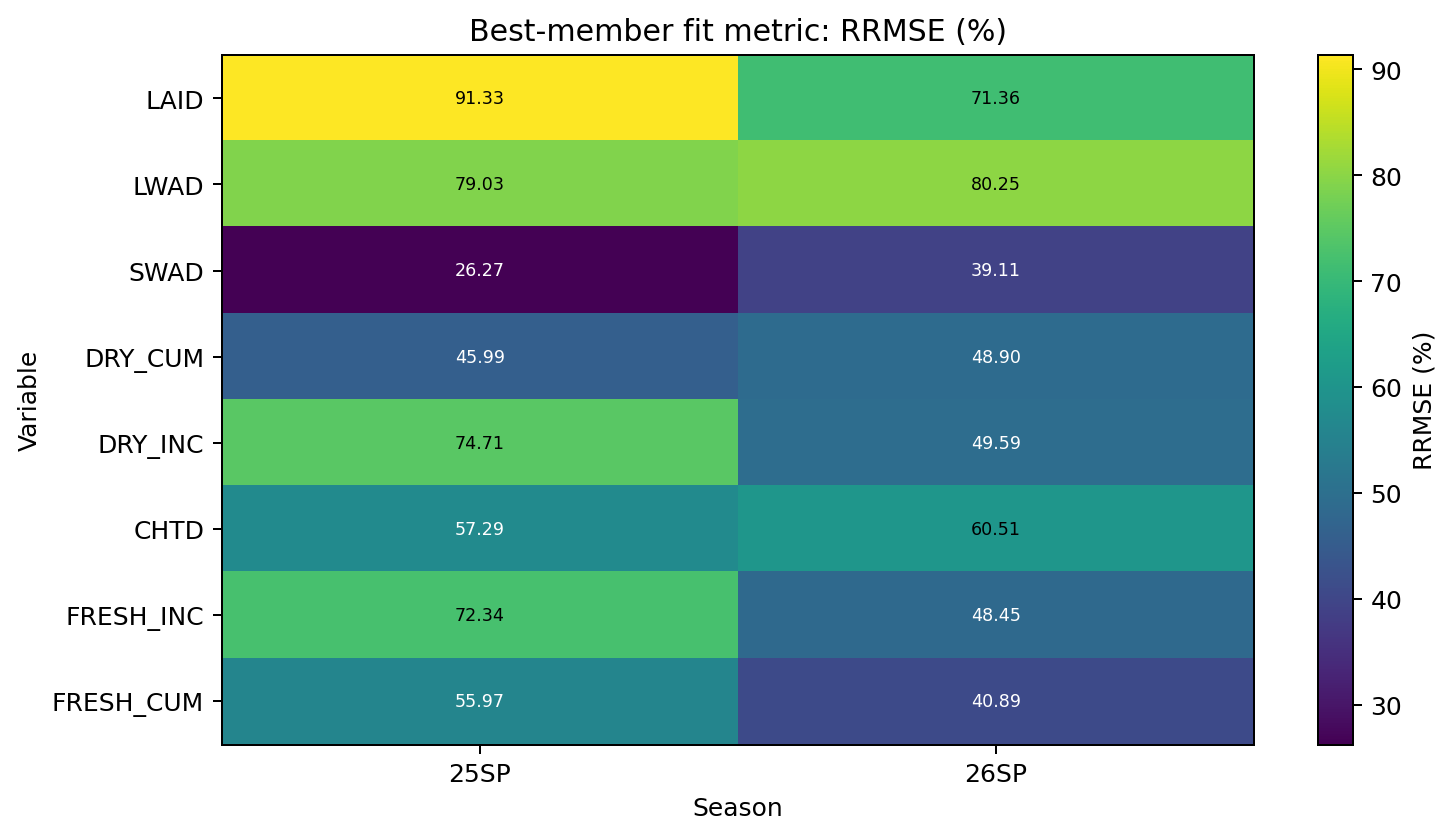 Best-member fit metric: RRMSE (%)
Variable
LAID 91.33 71.36
LWAD 79.03 80.25
SWAD 26.27 39.11
DRY_CUM 45.99 48.90
DRY_INC 74.71 49.59
CHTD 57.29 60.51
FRESH_INC 72.34 48.45
FRESH_CUM 55.97 40.89
25SP 26SP
Season
90
80
70
60
50
40
30
RRMSE (%)